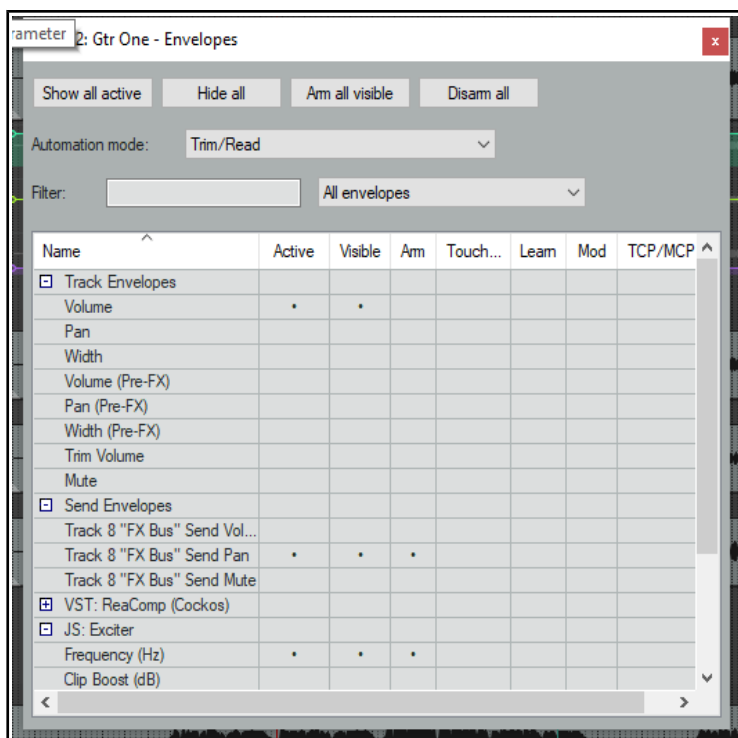 rameter
2: Gtr One - Envelopes
x
Show all active Hide all Arm all visible Disarm all
Automation mode: Trim/Read
Filter: All envelopes
Name Active Visible Arm Touch... Learn Mod TCP/MCP
Track Envelopes
Volume
Pan
Width
Volume (Pre-FX)
Pan (Pre-FX)
Width (Pre-FX)
Trim Volume
Mute
Send Envelopes
Track 8 "FX Bus" Send Vol...
Track 8 "FX Bus" Send Pan
Track 8 "FX Bus" Send Mute
VST: ReaComp (Cockos)
JS: Exciter
Frequency (Hz)
Clip Boost (dB)